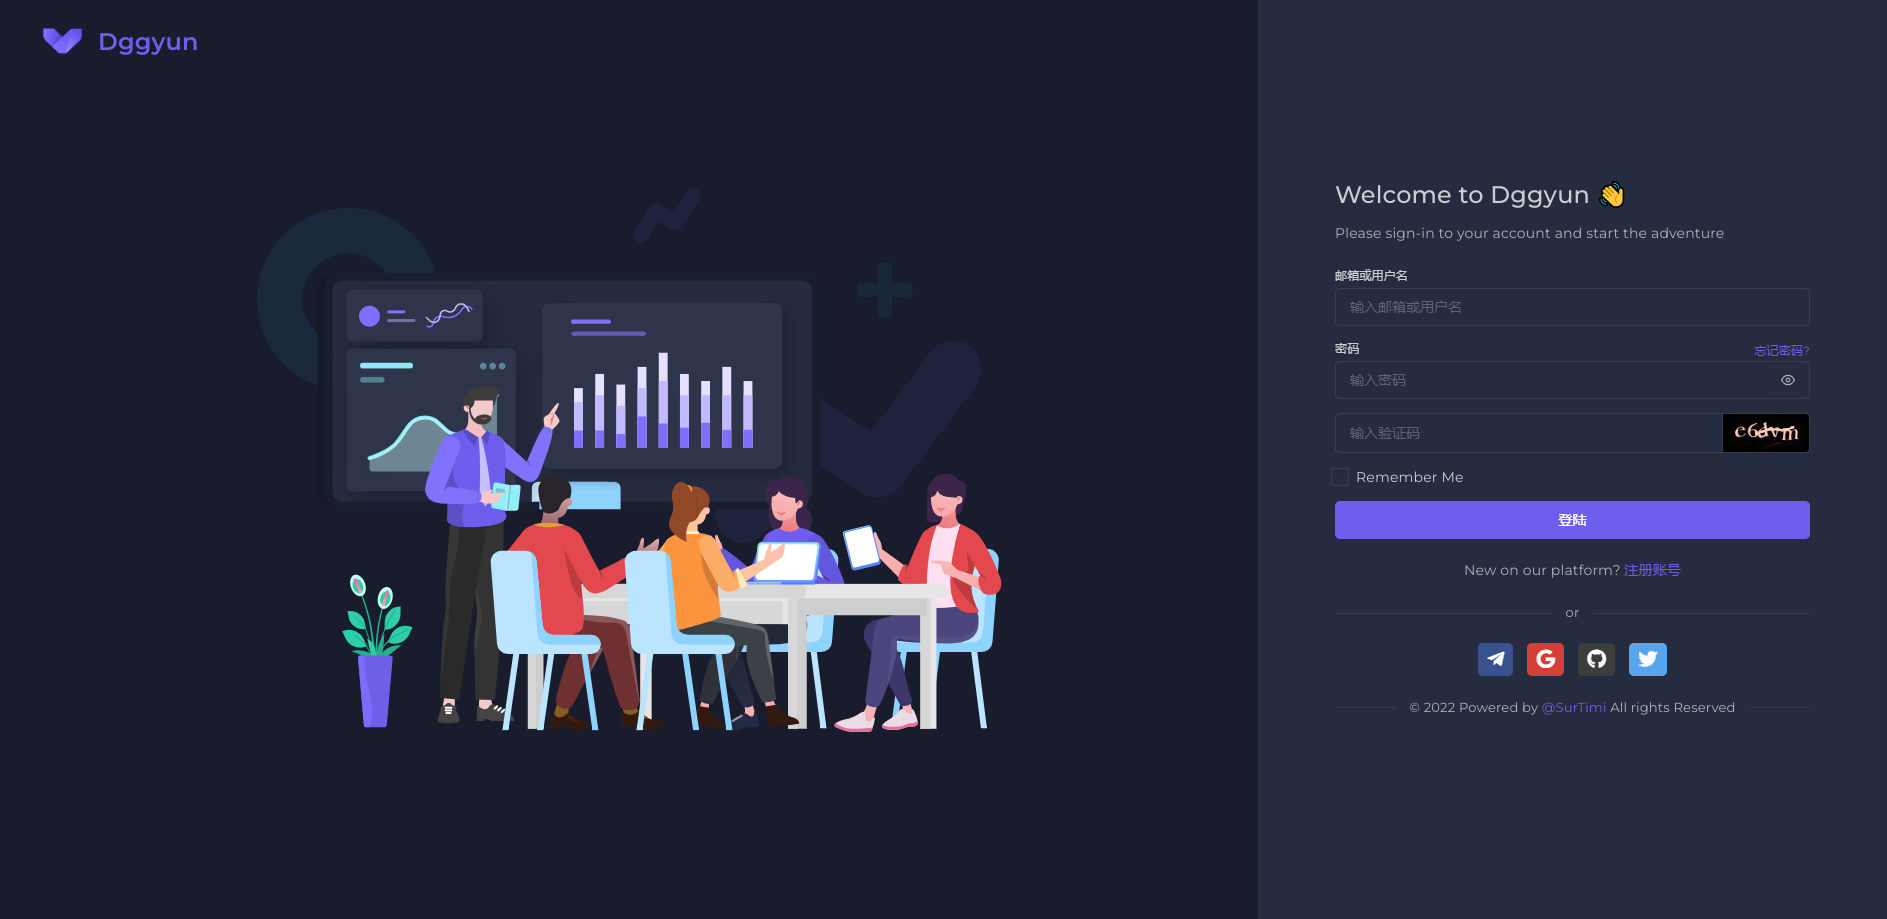 Dggyun
Welcome to Dggyun 👋
Please sign-in to your account and start the adventure
邮箱或用户名
输入邮箱或用户名
密码
忘记密码?
输入密码
输入验证码
e6dvm
Remember Me
登陆
New on our platform? 注册账号
or
© 2022 Powered by @SurTimi All rights Reserved